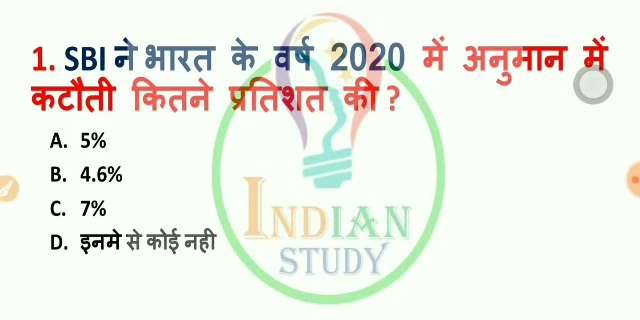 1. SBI ने भारत के वर्ष 2020 में अनुमान में
कटौती कितने प्रतिशत की ?
A. 5%
B. 4.6%
C. 7%
D. इनमे से कोई नही
INDIAN
STUDY